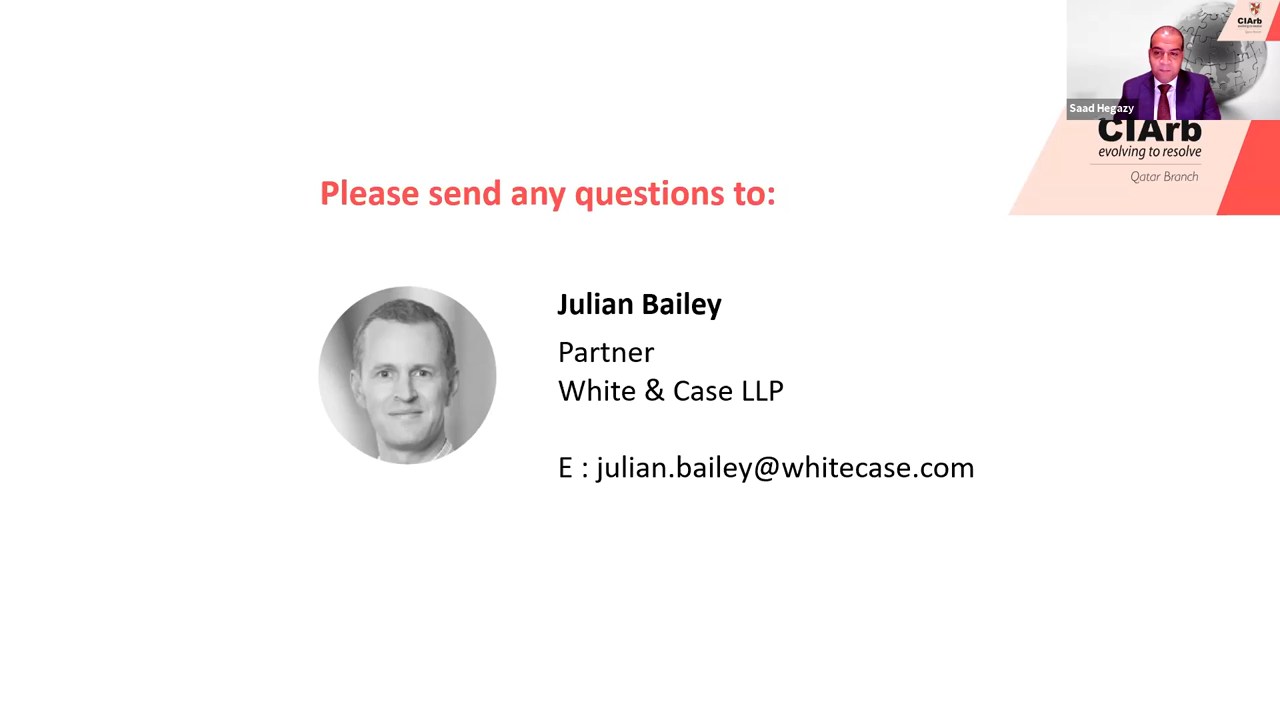 CIArb
Saad Hegazy
CIArb
evolving to resolve
Qatar Branch
Please send any questions to:
Julian Bailey
Partner
White & Case LLP
E : julian.bailey@whitecase.com